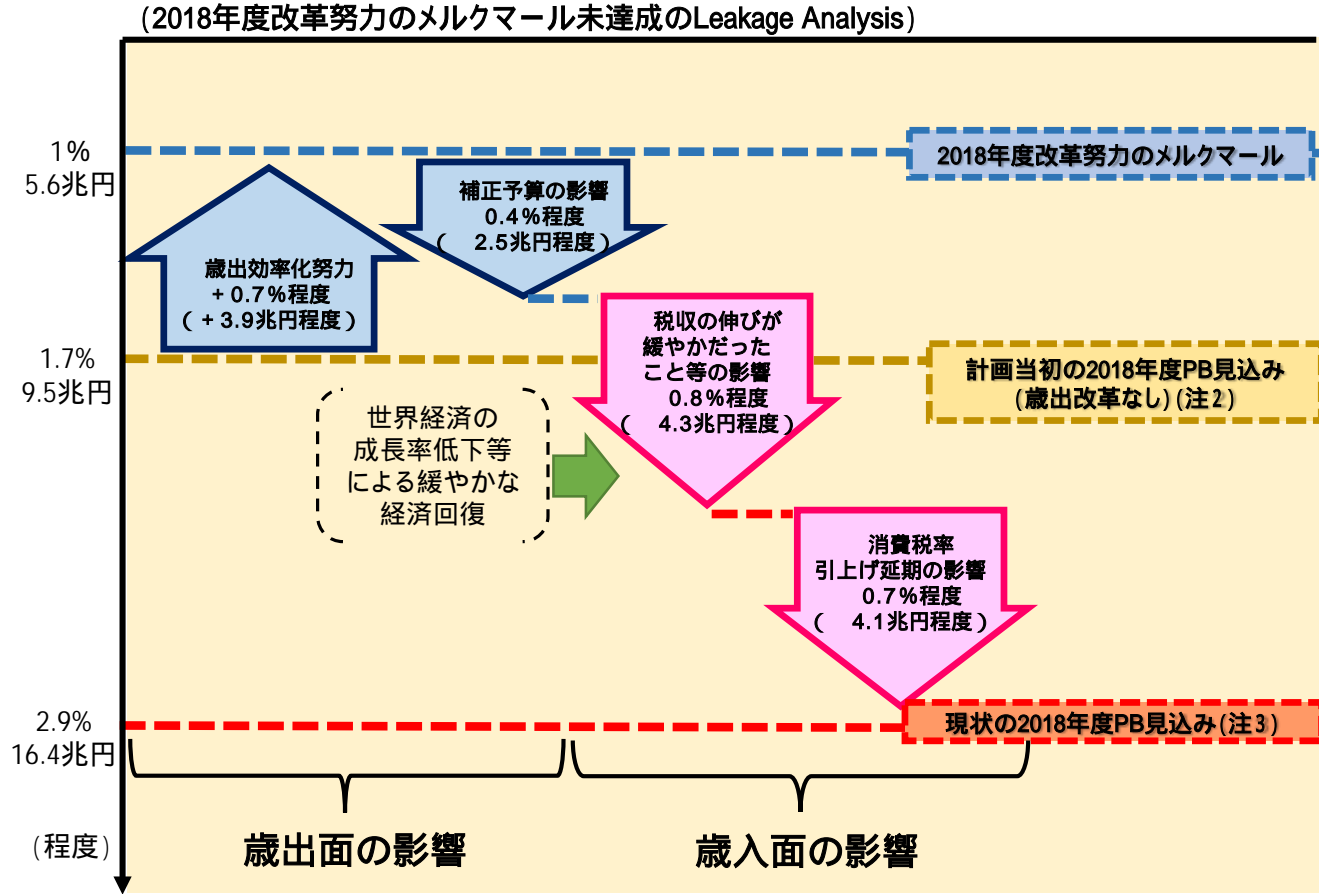 (2018年度改革努力のメルクマール未達成のLeakage Analysis)
1%
5.6兆円
2018年度改革努力のメルクマール
補正予算の影響
0.4%程度
( 2.5兆円程度)
歳出効率化努力
+0.7%程度
(+3.9兆円程度)
1.7%
9.5兆円
計画当初の2018年度PB見込み
(歳出改革なし)(注2)
税収の伸びが
緩やかだった
こと等の影響
0.8%程度
( 4.3兆円程度)
世界経済の
成長率低下等
による緩やかな
経済回復
消費税率
引上げ延期の影響
0.7%程度
( 4.1兆円程度)
2.9%
16.4兆円
現状の2018年度PB見込み(注3)
(程度)
歳出面の影響
歳入面の影響